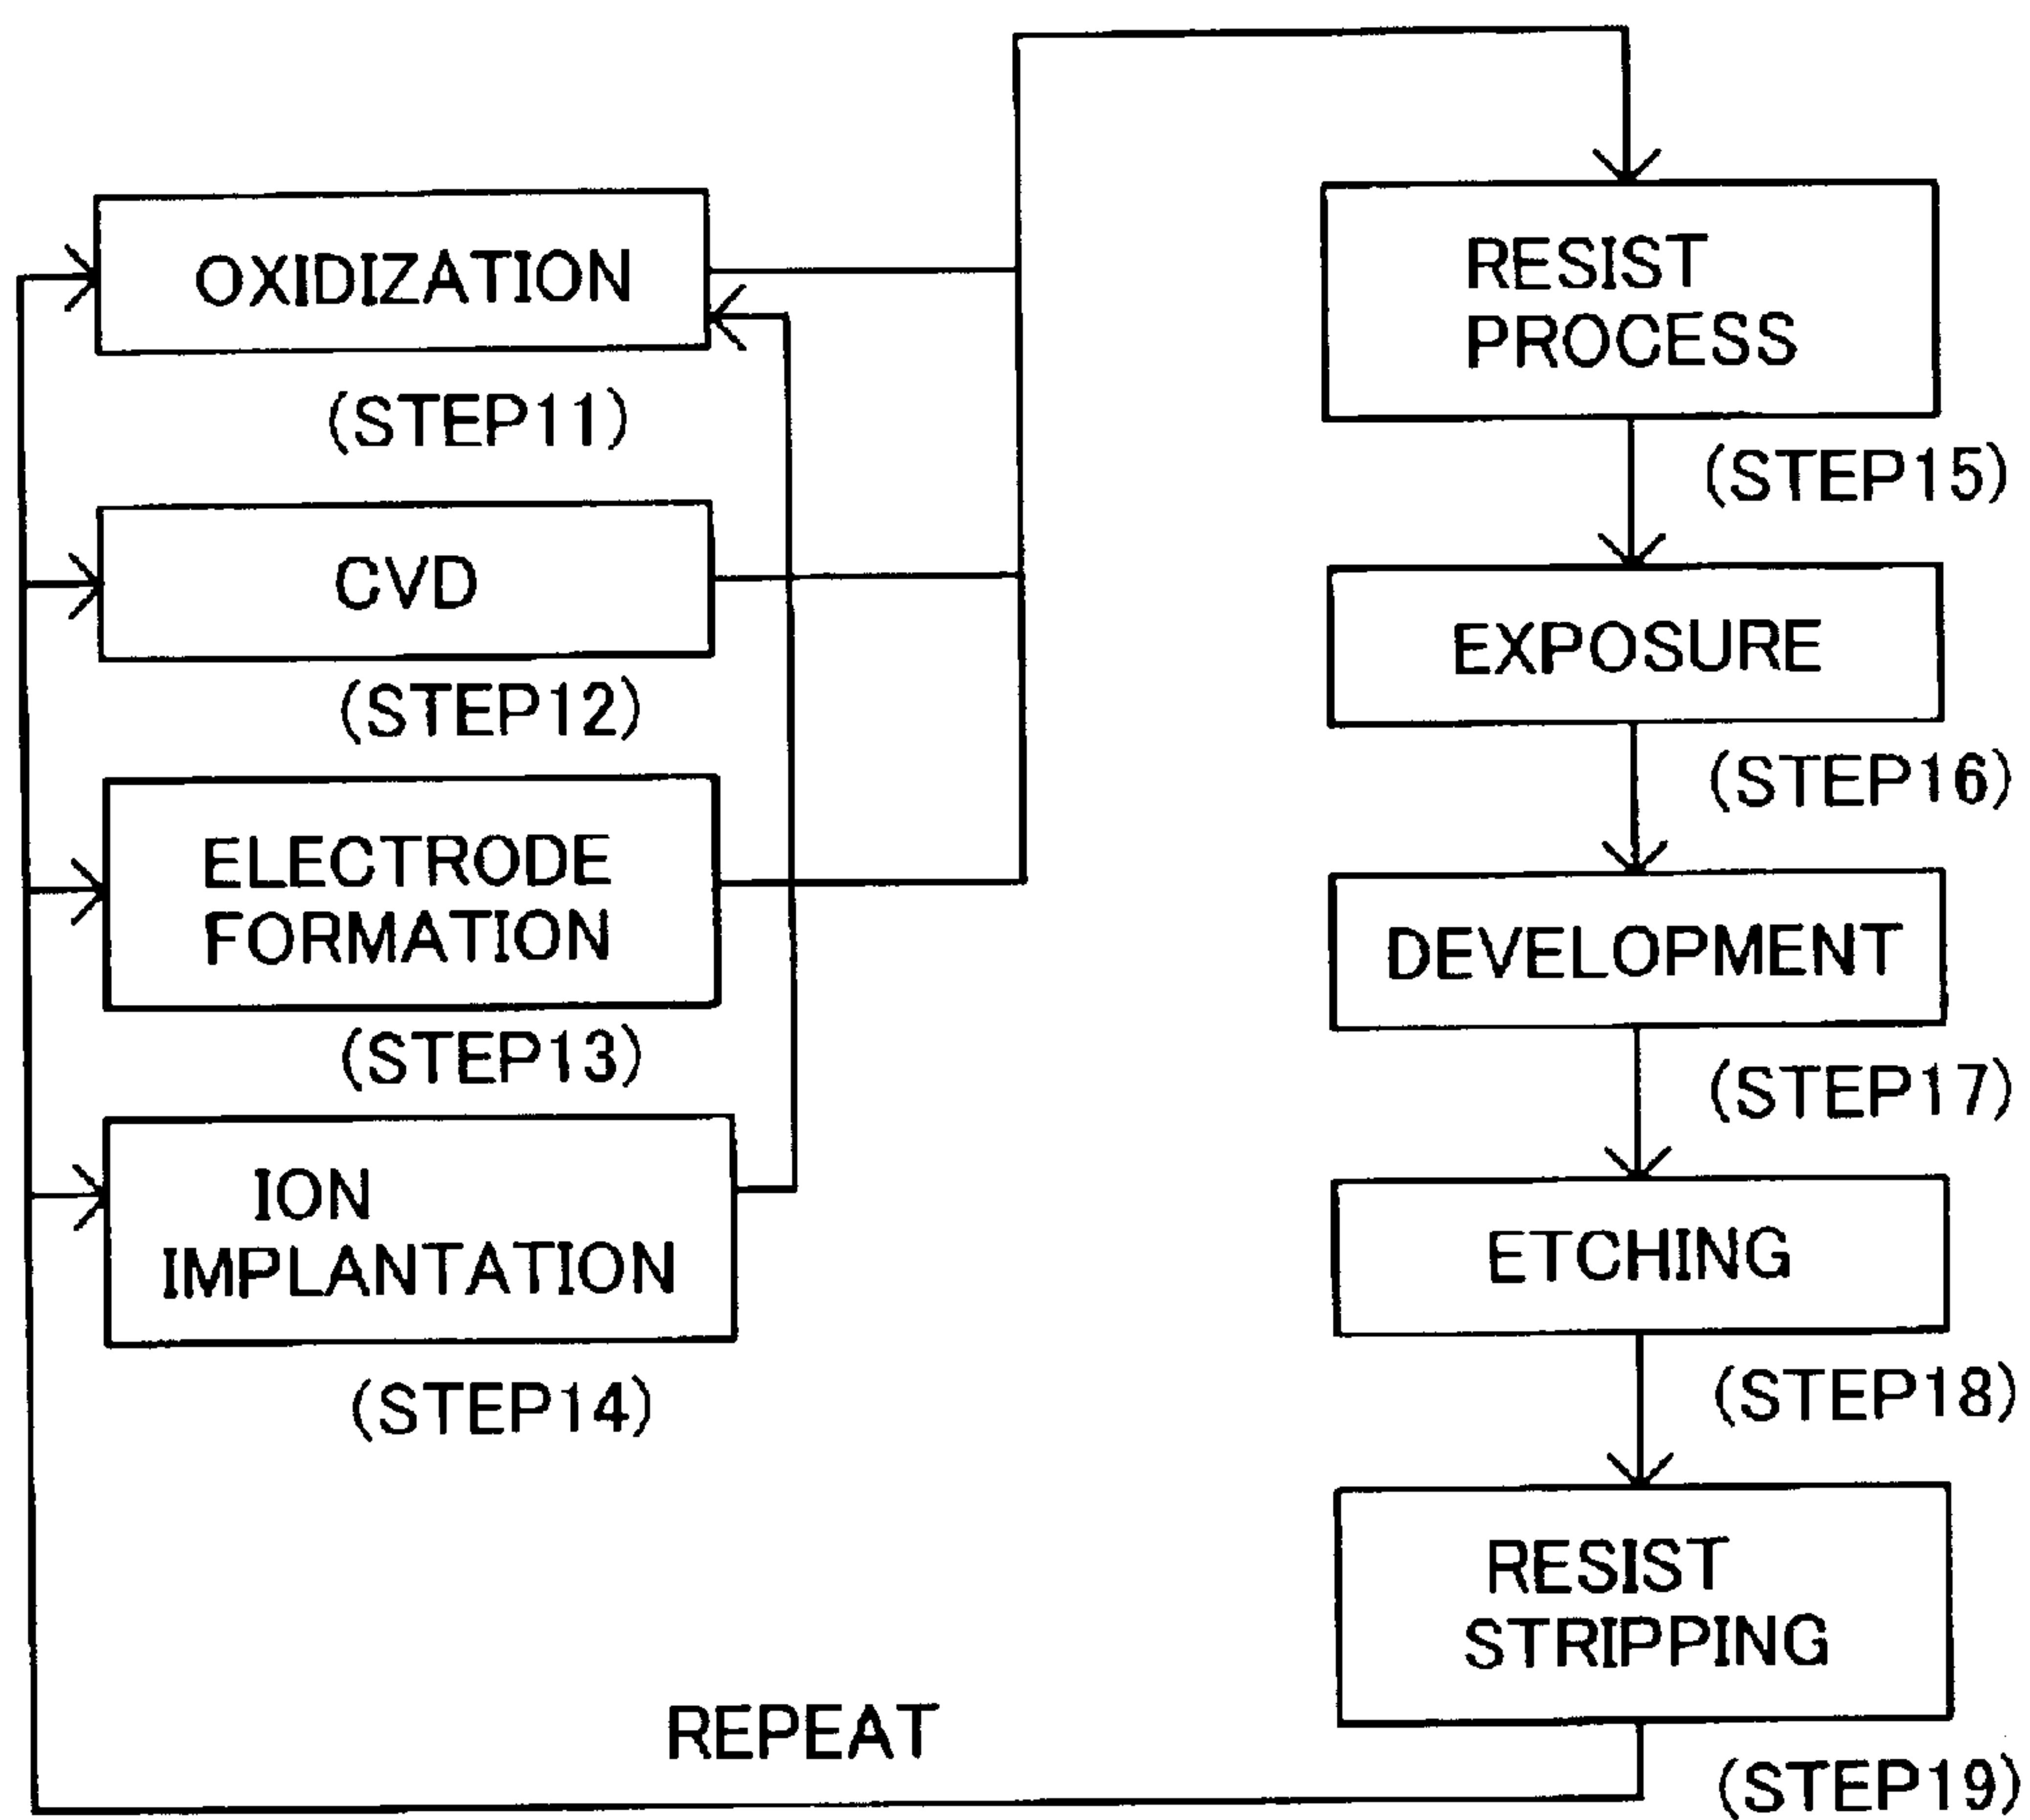 OXIDIZATION
(STEP11)
CVD
(STEP12)
ELECTRODE
FORMATION
(STEP13)
ION
IMPLANTATION
(STEP14)
RESIST
PROCESS
(STEP15)
EXPOSURE
(STEP16)
DEVELOPMENT
(STEP17)
ETCHING
(STEP18)
RESIST
STRIPPING
(STEP19)
REPEAT